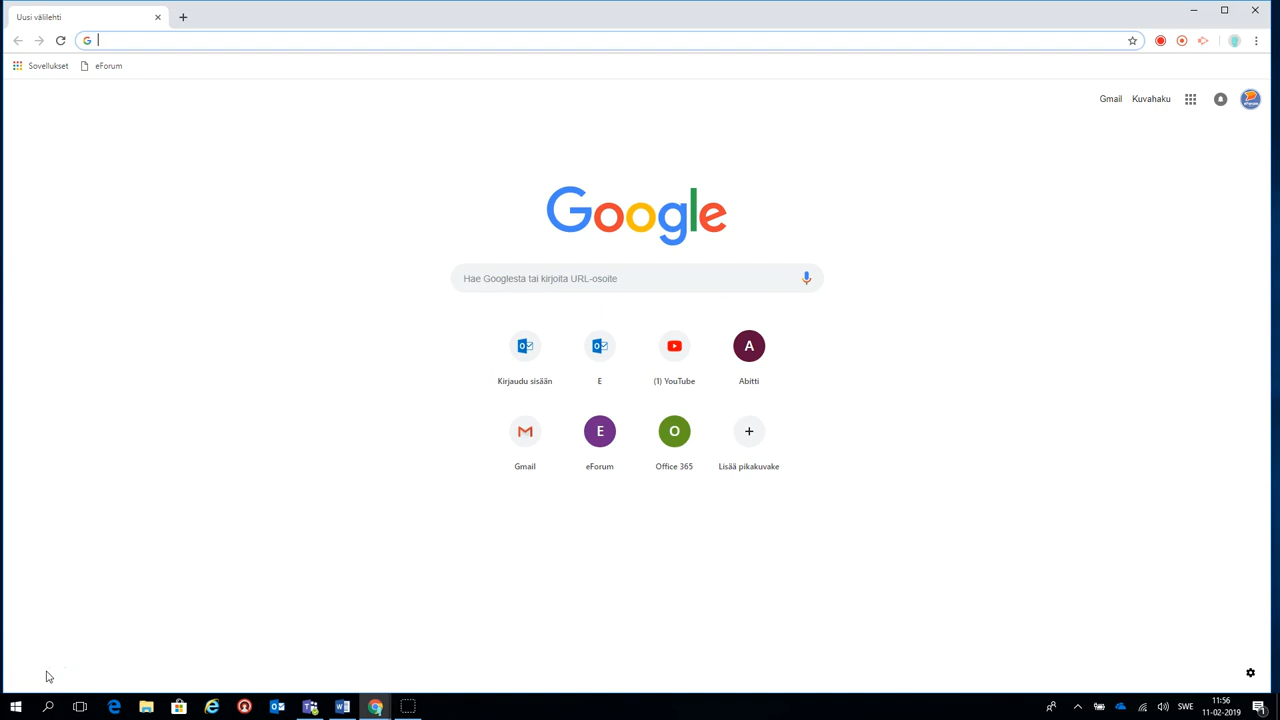 Uusi välilehti
Sovellukset eForum
Gmail Kuvahaku
Google
Hae Googlesta tai kirjoita URL-osoite
A
Kirjaudu sisään E (1) YouTube Abitti
E O
Gmail eForum Office 365 Lisää pikakuvake
SWE 11:56
11-02-2019